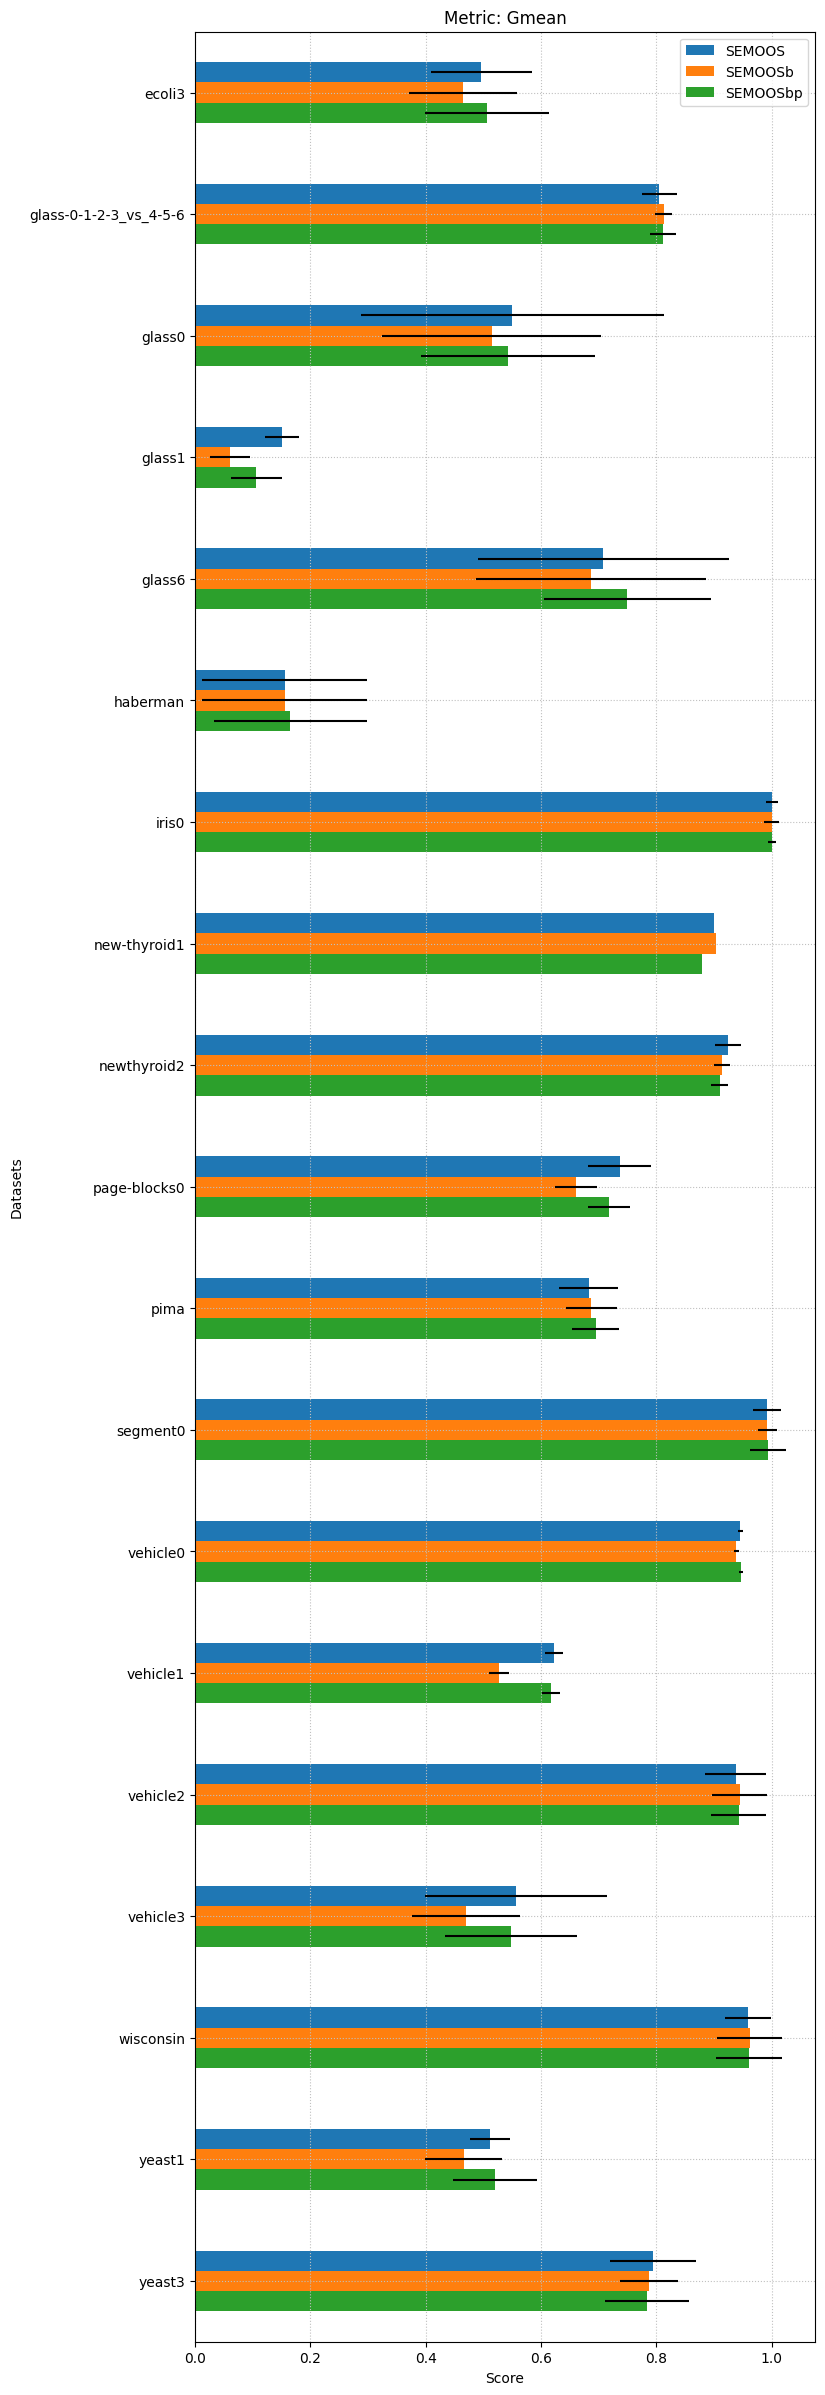 Metric: Gmean
SEMOOS
SEMOOSb
SEMOOSbp
ecoli3
glass-0-1-2-3_vs_4-5-6
glass0
glass1
glass6
haberman
iris0
new-thyroid1
newthyroid2
page-blocks0
pima
segment0
vehicle0
vehicle1
vehicle2
vehicle3
wisconsin
yeast1
yeast3
Datasets
0.0 0.2 0.4 0.6 0.8 1.0
Score